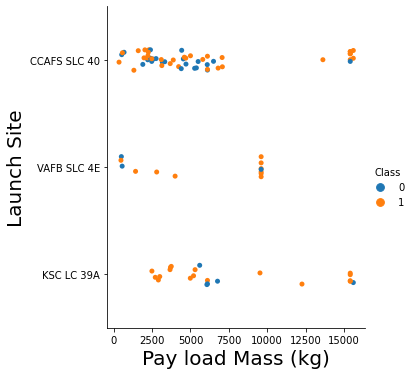 Launch Site
CCAFS SLC 40
VAFB SLC 4E
KSC LC 39A
0 2500 5000 7500 10000 12500 15000
Pay load Mass (kg)
Class
0
1